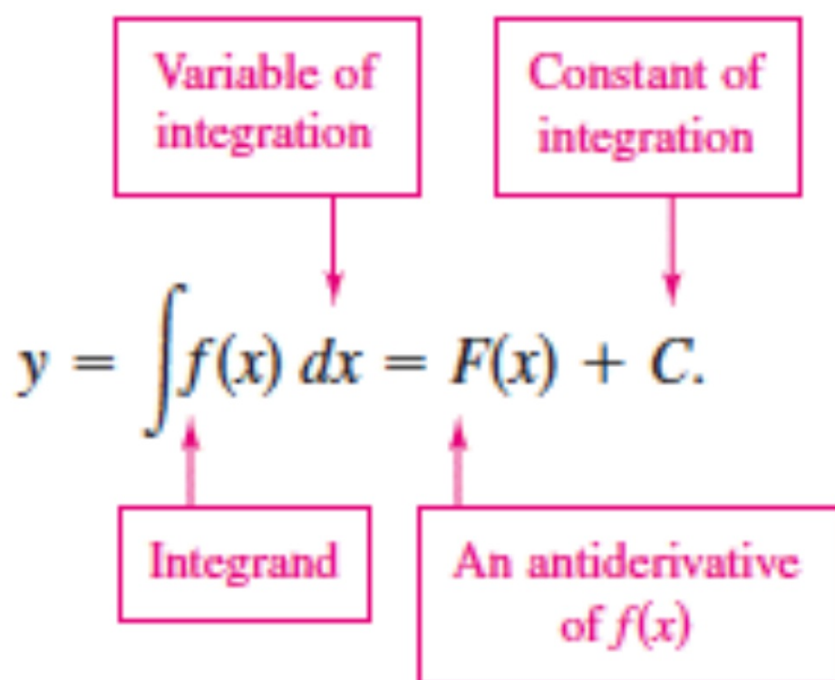 Variable of
integration
Constant of
integration
y = ∫f(x) dx = F(x) + C.
Integrand
An antiderivative
of f(x)